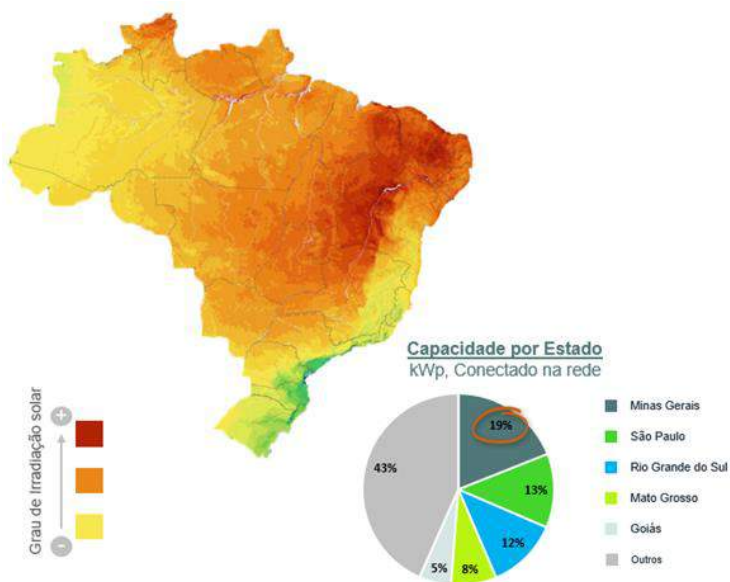 Capacidade por Estado
kWp, Conectado na rede
Grau de Irradiação solar
+
-
19%
13%
12%
8%
5%
43%
Minas Gerais
São Paulo
Rio Grande do Sul
Mato Grosso
Goiás
Outros